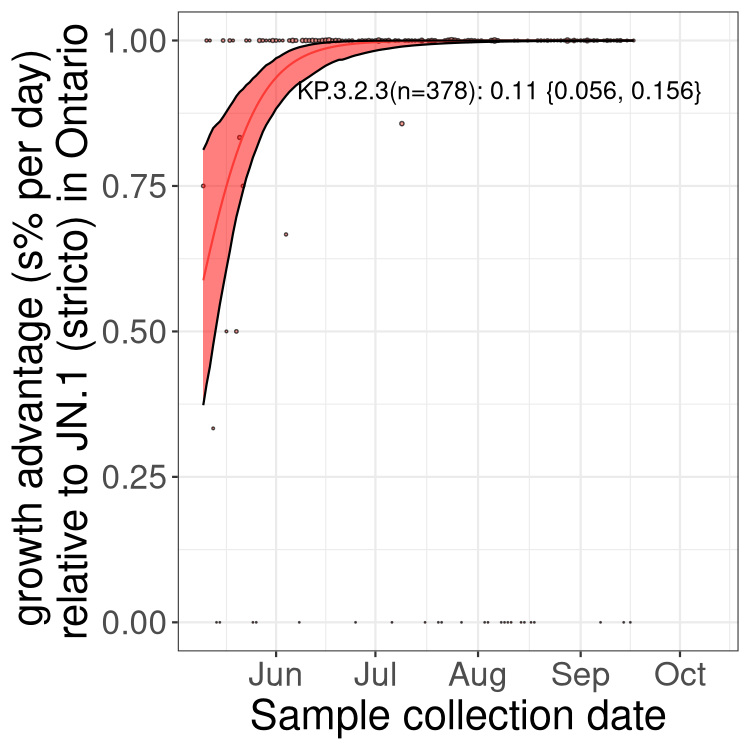 growth advantage (s% per day)
relative to JN.1 (stricto) in Ontario
1.00
0.75
0.50
0.25
0.00
KP.3.2.3(n=378): 0.11 {0.056, 0.156}
Jun Jul Aug Sep Oct
Sample collection date